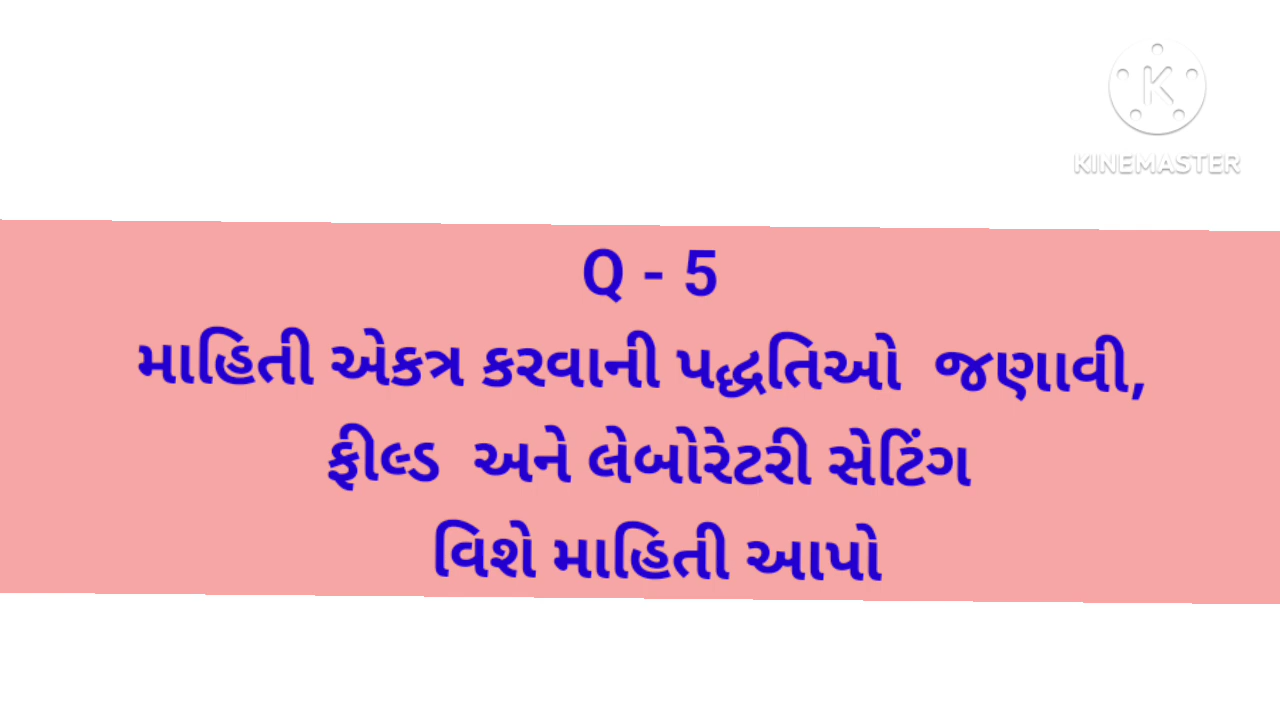 KINEMASTER
Q - 5
માહિતી એકત્ર કરવાની પદ્ધતિઓ જણાવી,
ફીલ્ડ અને લેબોરેટરી સેટિંગ
વિશે માહિતી આપો